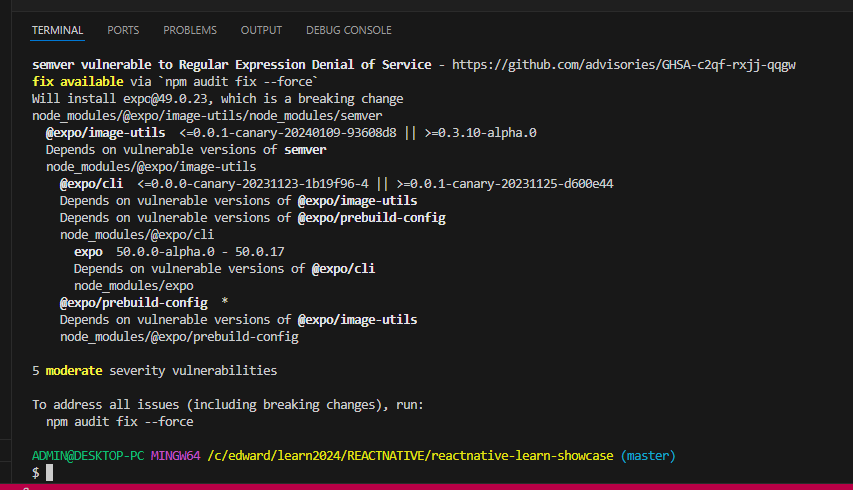 TERMINAL PORTS PROBLEMS OUTPUT DEBUG CONSOLE
semver vulnerable to Regular Expression Denial of Service - https://github.com/advisories/GHSA-c2qf-rxjj-qqgw
fix available via `npm audit fix --force`
Will install expo@49.0.23, which is a breaking change
node_modules/@expo/image-utils/node_modules/semver
  @expo/image-utils  <=0.0.1-canary-20240109-93608d8 || >=0.3.10-alpha.0
  Depends on vulnerable versions of semver
  node_modules/@expo/image-utils
    @expo/cli  <=0.0.0-canary-20231123-1b19f96-4 || >=0.0.1-canary-20231125-d600e44
    Depends on vulnerable versions of @expo/image-utils
    Depends on vulnerable versions of @expo/prebuild-config
    node_modules/@expo/cli
      expo  50.0.0-alpha.0 - 50.0.17
      Depends on vulnerable versions of @expo/cli
      node_modules/expo
    @expo/prebuild-config  *
    Depends on vulnerable versions of @expo/image-utils
    node_modules/@expo/prebuild-config
5 moderate severity vulnerabilities
To address all issues (including breaking changes), run:
  npm audit fix --force
ADMIN@DESKTOP-PC MINGW64 /c/edward/learn2024/REACTNATIVE/reactnative-learn-showcase (master)
$